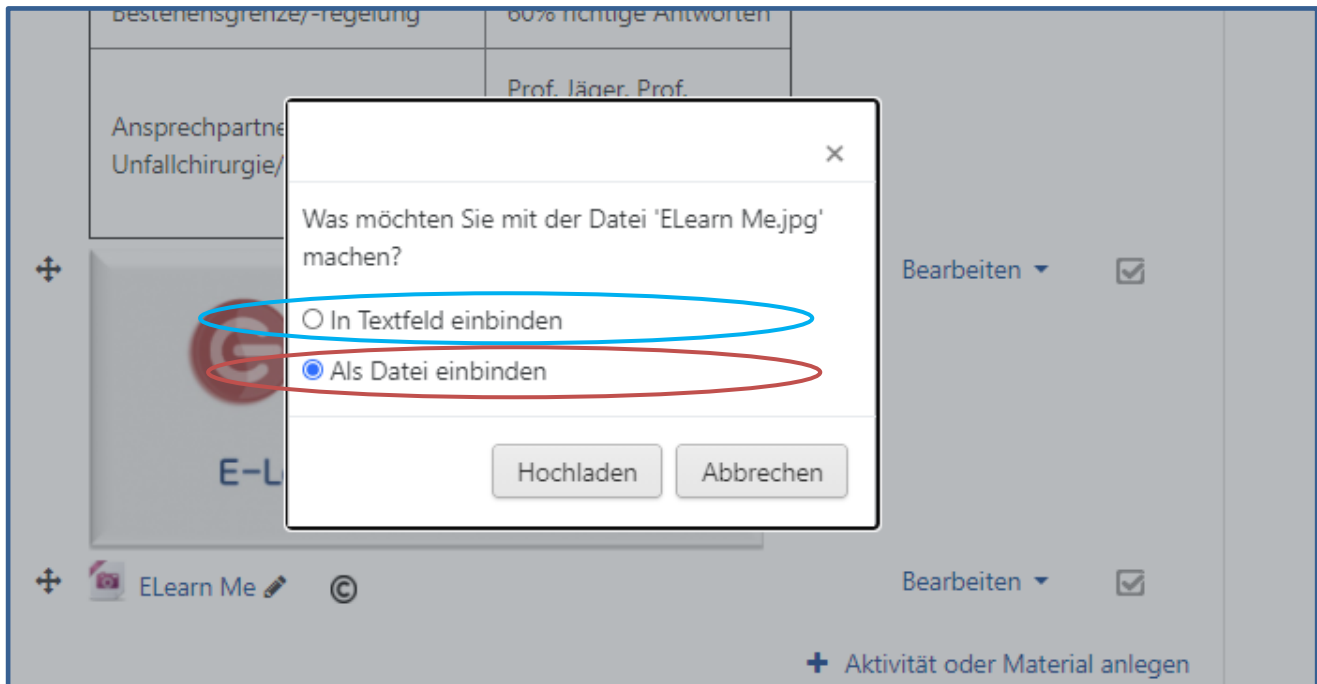 Bestehensgrenze/-regelung 60% richtige Antworten
Prof. Jäger, Prof.
Ansprechpartne
Unfallchirurgie/
×
Was möchten Sie mit der Datei 'ELearn Me.jpg'
machen?
In Textfeld einbinden
Als Datei einbinden
Hochladen Abbrechen
Bearbeiten
E-L
ELearn Me ©
Bearbeiten
+ Aktivität oder Material anlegen